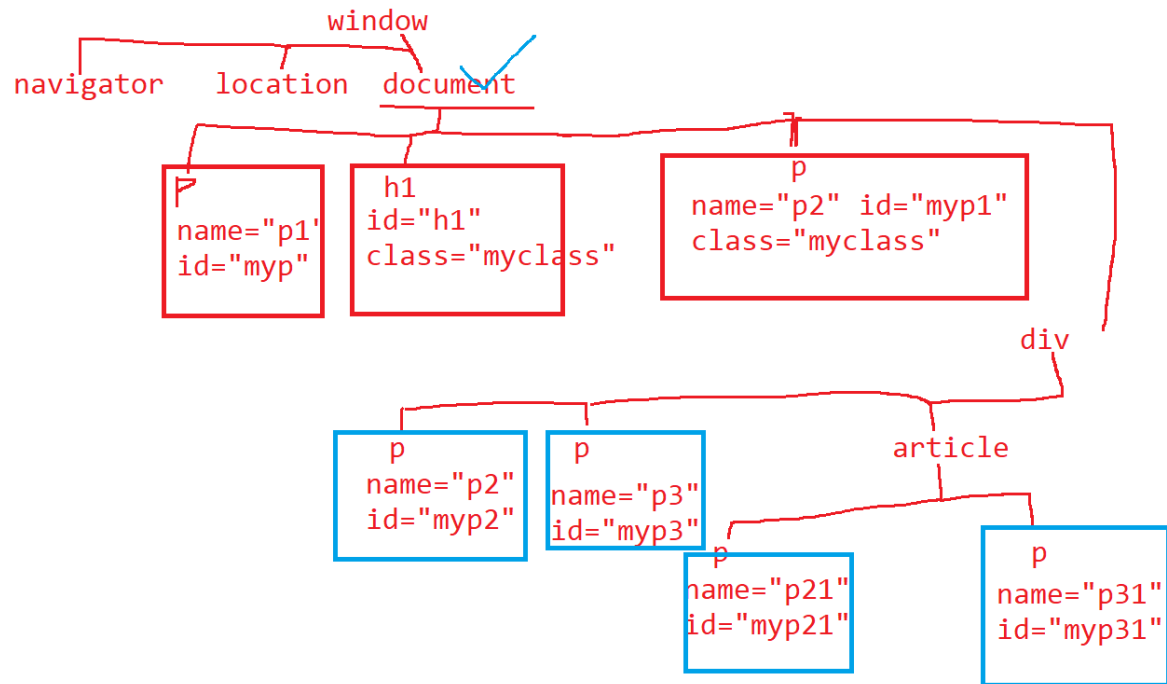 window
navigator location document
p
name="p1'
id="myp"
h1
id="h1"
class="myclass"
p
name="p2" id="myp1"
class="myclass"
div
p
name="p2"
id="myp2"
p
name="p3"
id="myp3"
article
p
name="p21"
id="myp21"
p
name="p31"
id="myp31"